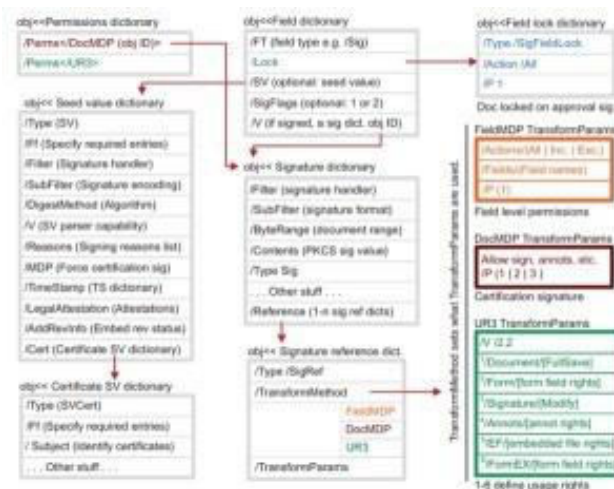 obj<<Permissions dictionary
/Perms</DocMDP (obj ID)>
/Perms</UR3>
obj<<Field dictionary
/FT (field type e.g. /Sig)
/Lock
/SV (optional: seed value)
/SigFlags (optional: 1 or 2)
/V (if signed, a sig dict. obj ID)
obj<<Field lock dictionary
/Type /SigFieldLock
/Action /All
/P 1
Doc locked on approval sig
obj<< Seed value dictionary
/Type (SV)
/Ff (Specify required entries)
/Filter (Signature handler)
/SubFilter (Signature encoding)
/DigestMethod (Algorithm)
/V (SV parser capability)
/Reasons (Signing reasons list)
/MDP (Force certification sig)
/TimeStamp (TS dictionary)
/LegalAttestation (Attestations)
/AddRevInfo (Embed rev status)
/Cert (Certificate SV dictionary)
obj<< Certificate SV dictionary
/Type (SVCert)
/Ff (Specify required entries)
/ Subject (identify certificates)
. . . Other stuff . . .
obj<< Signature dictionary
/Filter (signature handler)
/SubFilter (signature format)
/ByteRange (document range)
/Contents (PKCS sig value)
/Type Sig
. . . Other stuff . . .
/Reference (1-n sig ref dicts)
obj<< Signature reference dict.
/Type /SigRef
/TransformMethod
FieldMDP
DocMDP
UR3
/TransformParams
TransformMethod sets what TransformParams are used.
FieldMDP TransformParams
/Action</All | Inc. | Exc.)
/Fields/(Field names)
/P (1)
Field level permissions
DocMDP TransformParams
Allow sign, annots, etc.
/P (1 | 2 | 3 )
Certification signature
UR3 TransformParams
/V /2.2
/Document/[FullSave]
/Form/[form field rights]
/Signature/[Modify]
/Annots/[annot rights]
/EF/[embedded file rights]
/FormEX/[form field rights]
1-6 define usage rights